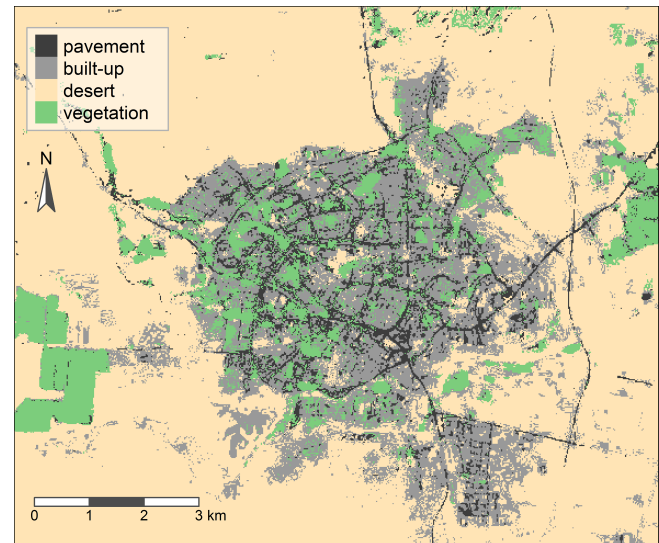 pavement
built-up
desert
vegetation
N
0 1 2 3 km